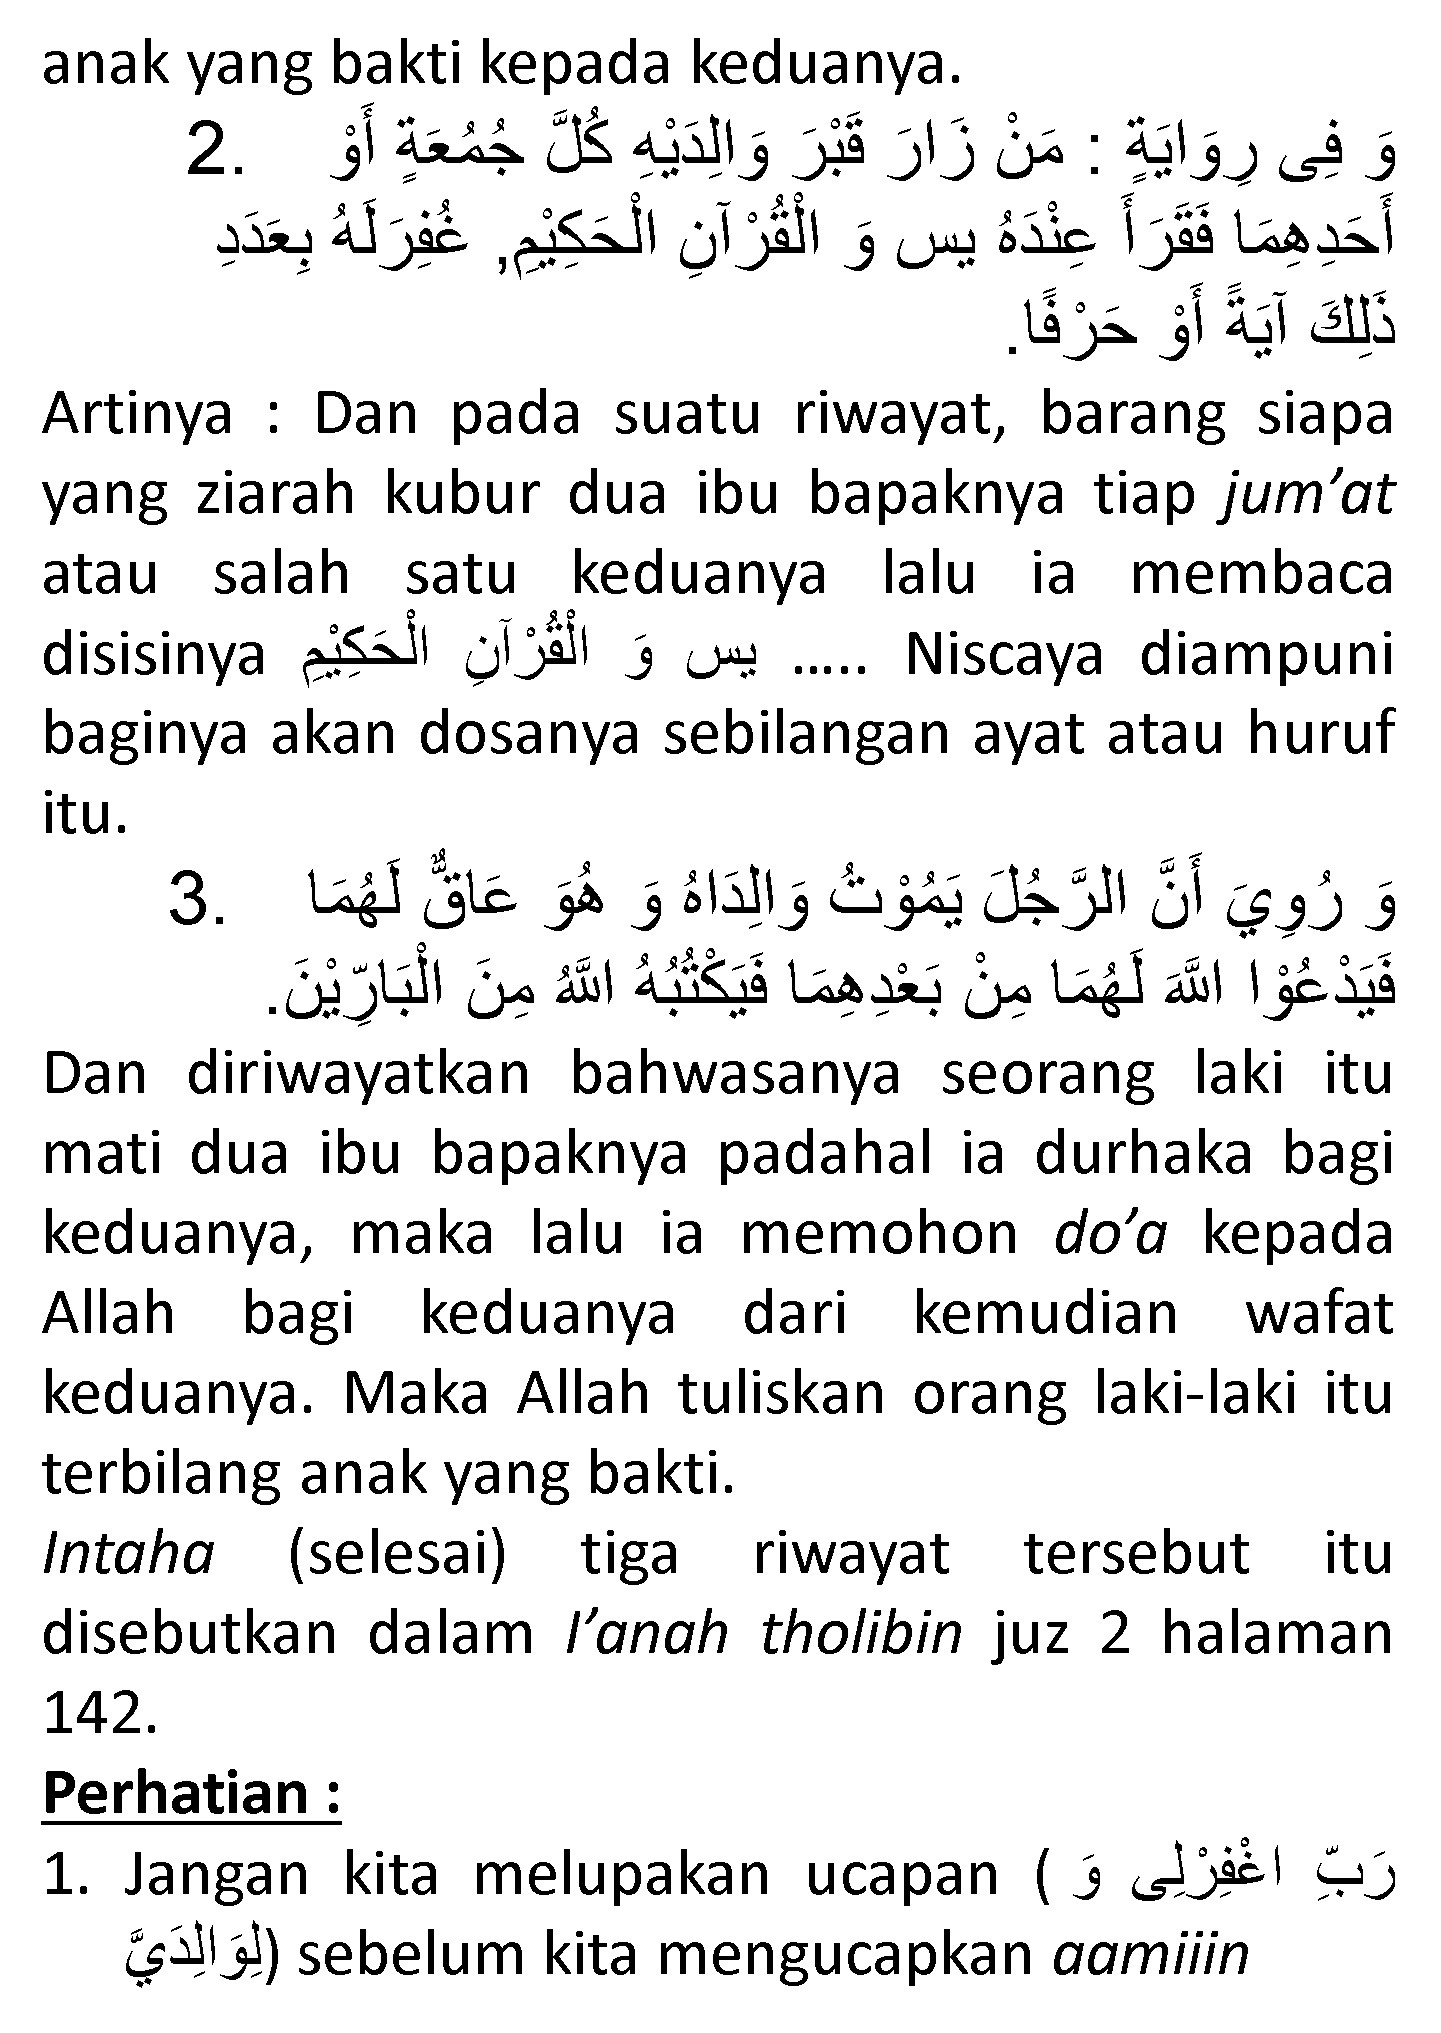 anak yang bakti kepada keduanya.
2. وَ فِى رِوَايَةٍ : مَنْ زَارَ قَبْرَ وَالِدَيْهِ كُلَّ جُمُعَةٍ أَوْ
أَحَدِهِمَا فَقَرَأَ عِنْدَهُ يس وَ الْقُرْآنِ الْحَكِيْمِ, غُفِرَلَهُ بِعَدَدِ
ذَلِكَ آيَةً أَوْ حَرْفًا.
Artinya : Dan pada suatu riwayat, barang siapa
yang ziarah kubur dua ibu bapaknya tiap jum’at
atau salah satu keduanya lalu ia membaca
disisinya يس وَ الْقُرْآنِ الْحَكِيْمِ ..... Niscaya diampuni
baginya akan dosanya sebilangan ayat atau huruf
itu.
3. وَ رُوِيَ أَنَّ الرَّجُلَ يَمُوْتُ وَالِدَاهُ وَ هُوَ عَاقٌّ لَهُمَا
فَيَدْعُوْا اللَّهَ لَهُمَا مِنْ بَعْدِهِمَا فَيَكْتُبُهُ اللَّهُ مِنَ الْبَارِّيْنَ.
Dan diriwayatkan bahwasanya seorang laki itu
mati dua ibu bapaknya padahal ia durhaka bagi
keduanya, maka lalu ia memohon do’a kepada
Allah bagi keduanya dari kemudian wafat
keduanya. Maka Allah tuliskan orang laki-laki itu
terbilang anak yang bakti.
Intaha (selesai) tiga riwayat tersebut itu
disebutkan dalam I’anah tholibin juz 2 halaman
142.
Perhatian :
1. Jangan kita melupakan ucapan ( رَبِّ اغْفِرْلِى وَ
لِوَالِدَيَّ) sebelum kita mengucapkan aamiiin